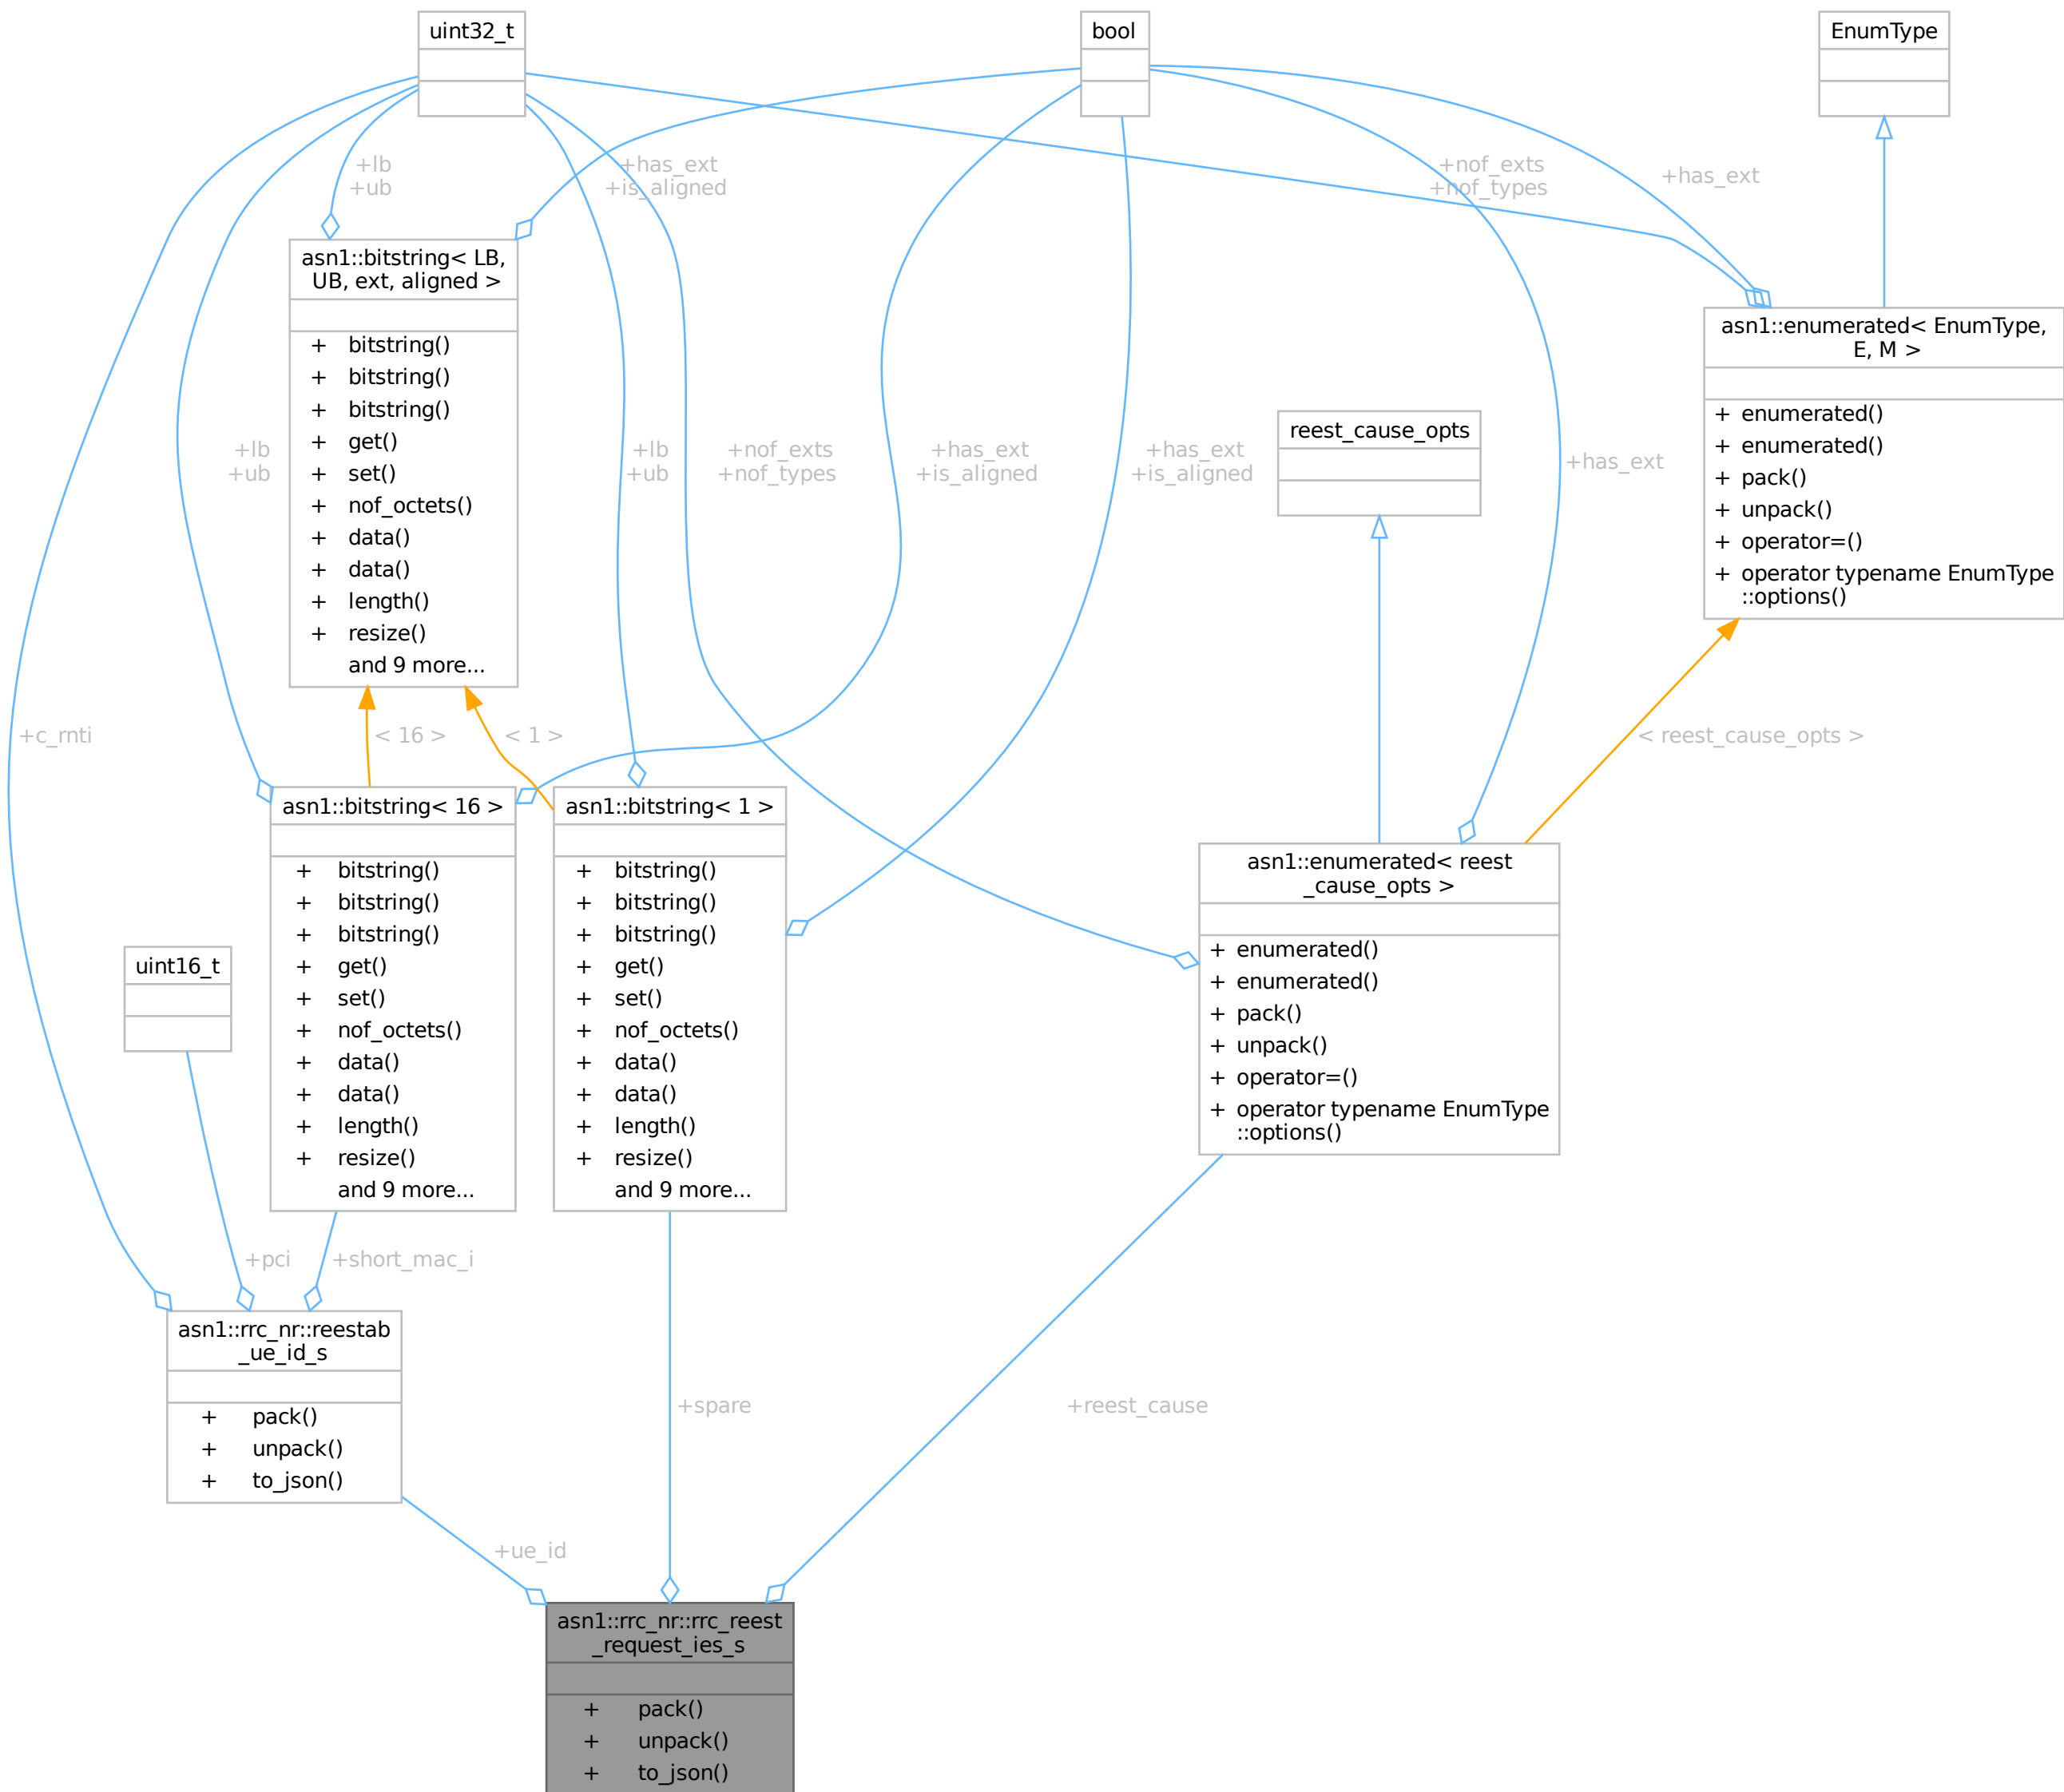 uint32_t
bool
EnumType
+lb
+ub
+has_ext
+is_aligned
+nof_exts
+nof_types
+has_ext
asn1::bitstring< LB,
UB, ext, aligned >
+ bitstring()
+ bitstring()
+ bitstring()
+ get()
+ set()
+ nof_octets()
+ data()
+ data()
+ length()
+ resize()
and 9 more...
asn1::enumerated< EnumType,
E, M >
+ enumerated()
+ enumerated()
+ pack()
+ unpack()
+ operator=()
+ operator typename EnumType
::options()
reest_cause_opts
+lb
+ub
+lb
+ub
+nof_exts
+nof_types
+has_ext
+is_aligned
+has_ext
+is_aligned
+has_ext
+c_rnti
< 16 >
< 1 >
< reest_cause_opts >
asn1::bitstring< 16 >
+ bitstring()
+ bitstring()
+ bitstring()
+ get()
+ set()
+ nof_octets()
+ data()
+ data()
+ length()
+ resize()
and 9 more...
asn1::bitstring< 1 >
+ bitstring()
+ bitstring()
+ bitstring()
+ get()
+ set()
+ nof_octets()
+ data()
+ data()
+ length()
+ resize()
and 9 more...
asn1::enumerated< reest
_cause_opts >
+ enumerated()
+ enumerated()
+ pack()
+ unpack()
+ operator=()
+ operator typename EnumType
::options()
uint16_t
+pci
+short_mac_i
asn1::rrc_nr::reestab
_ue_id_s
+ pack()
+ unpack()
+ to_json()
+spare
+reest_cause
+ue_id
asn1::rrc_nr::rrc_reest
_request_ies_s
+ pack()
+ unpack()
+ to_json()